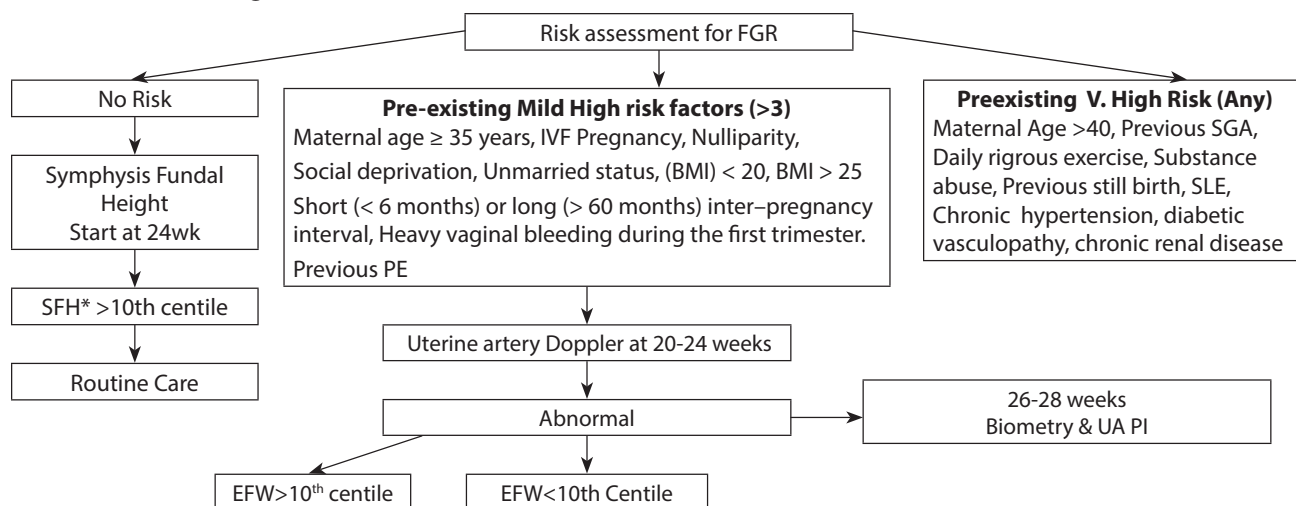 Risk assessment for FGR
No Risk
Symphysis Fundal
Height
Start at 24wk
SFH* >10th centile
Routine Care
Pre-existing Mild High risk factors (>3)
Maternal age ≥ 35 years, IVF Pregnancy, Nulliparity,
Social deprivation, Unmarried status, (BMI) < 20, BMI > 25
Short (< 6 months) or long (> 60 months) inter–pregnancy
interval, Heavy vaginal bleeding during the first trimester.
Previous PE
Preexisting V. High Risk (Any)
Maternal Age >40, Previous SGA,
Daily rigrous exercise, Substance
abuse, Previous still birth, SLE,
Chronic hypertension, diabetic
vasculopathy, chronic renal disease
Uterine artery Doppler at 20-24 weeks
Abnormal
26-28 weeks
Biometry & UA PI
EFW>10th centile
EFW<10th Centile